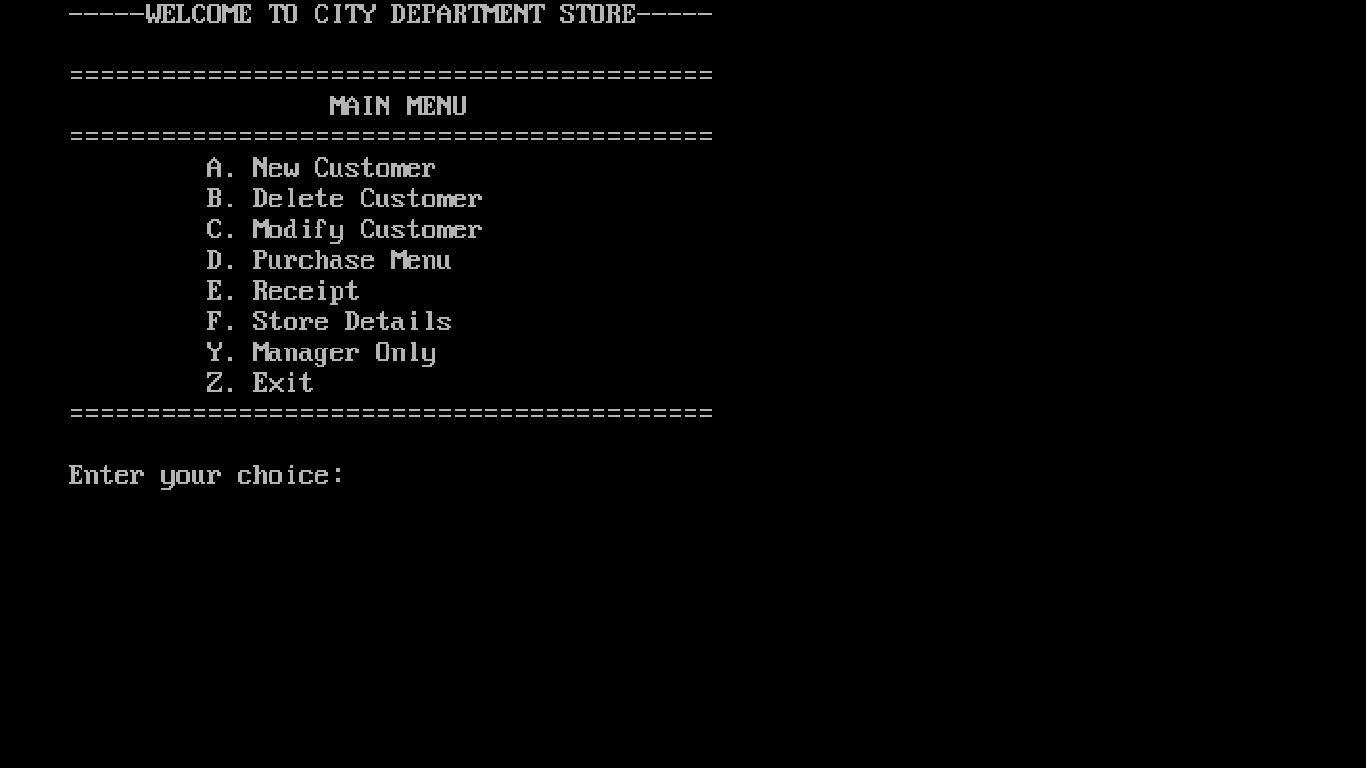 -----WELCOME TO CITY DEPARTMENT STORE-----
==========================================
MAIN MENU
==========================================
A. New Customer
B. Delete Customer
C. Modify Customer
D. Purchase Menu
E. Receipt
F. Store Details
Y. Manager Only
Z. Exit
==========================================
Enter your choice: